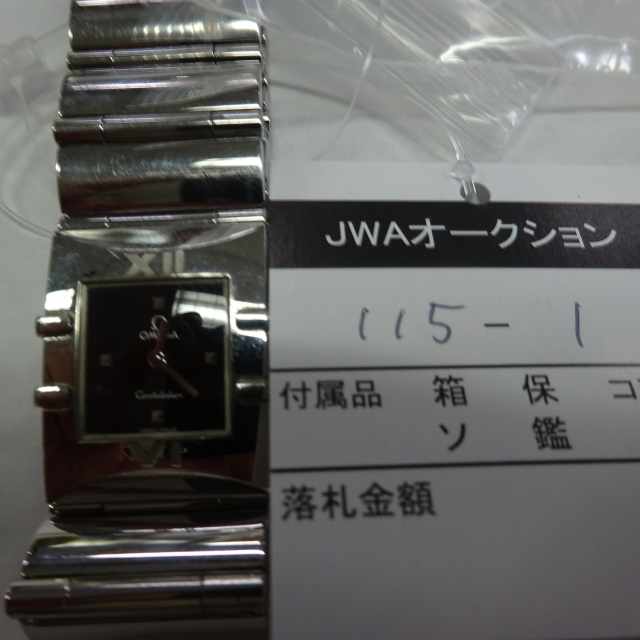 XII
OMEGA
Constellation
VI
JWAオークション
115-1
付属品 箱 保 コ
ソ 鑑
落札金額